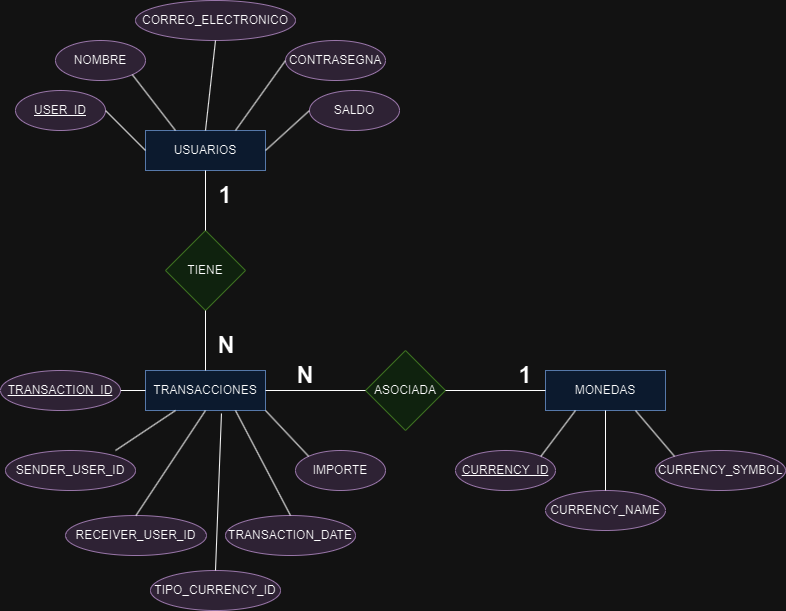 CORREO_ELECTRONICO
NOMBRE
CONTRASEGNA
USER_ID
SALDO
USUARIOS
1
TIENE
N
TRANSACTION_ID
TRANSACCIONES
N
ASOCIADA
1
MONEDAS
SENDER_USER_ID
IMPORTE
CURRENCY_ID
CURRENCY_SYMBOL
CURRENCY_NAME
RECEIVER_USER_ID
TRANSACTION_DATE
TIPO_CURRENCY_ID